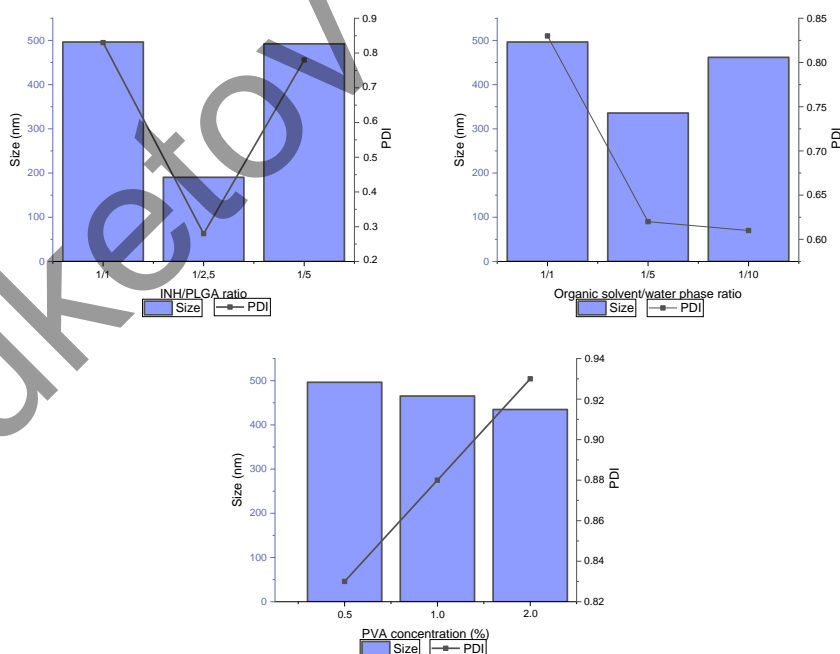 500
400
300
200
100
0
Size (nm)
0.9
0.8
0.7
0.6
0.5
0.4
0.3
0.2
PDI
1/1 1/2,5 1/5
INH/PLGA ratio
Size PDI
500
400
300
200
100
0
Size (nm)
0.85
0.80
0.75
0.70
0.65
0.60
PDI
1/1 1/5 1/10
Organic solvent/water phase ratio
Size PDI
500
400
300
200
100
0
Size (nm)
0.94
0.92
0.90
0.88
0.86
0.84
0.82
PDI
0.5 1.0 2.0
PVA concentration (%)
Size PDI